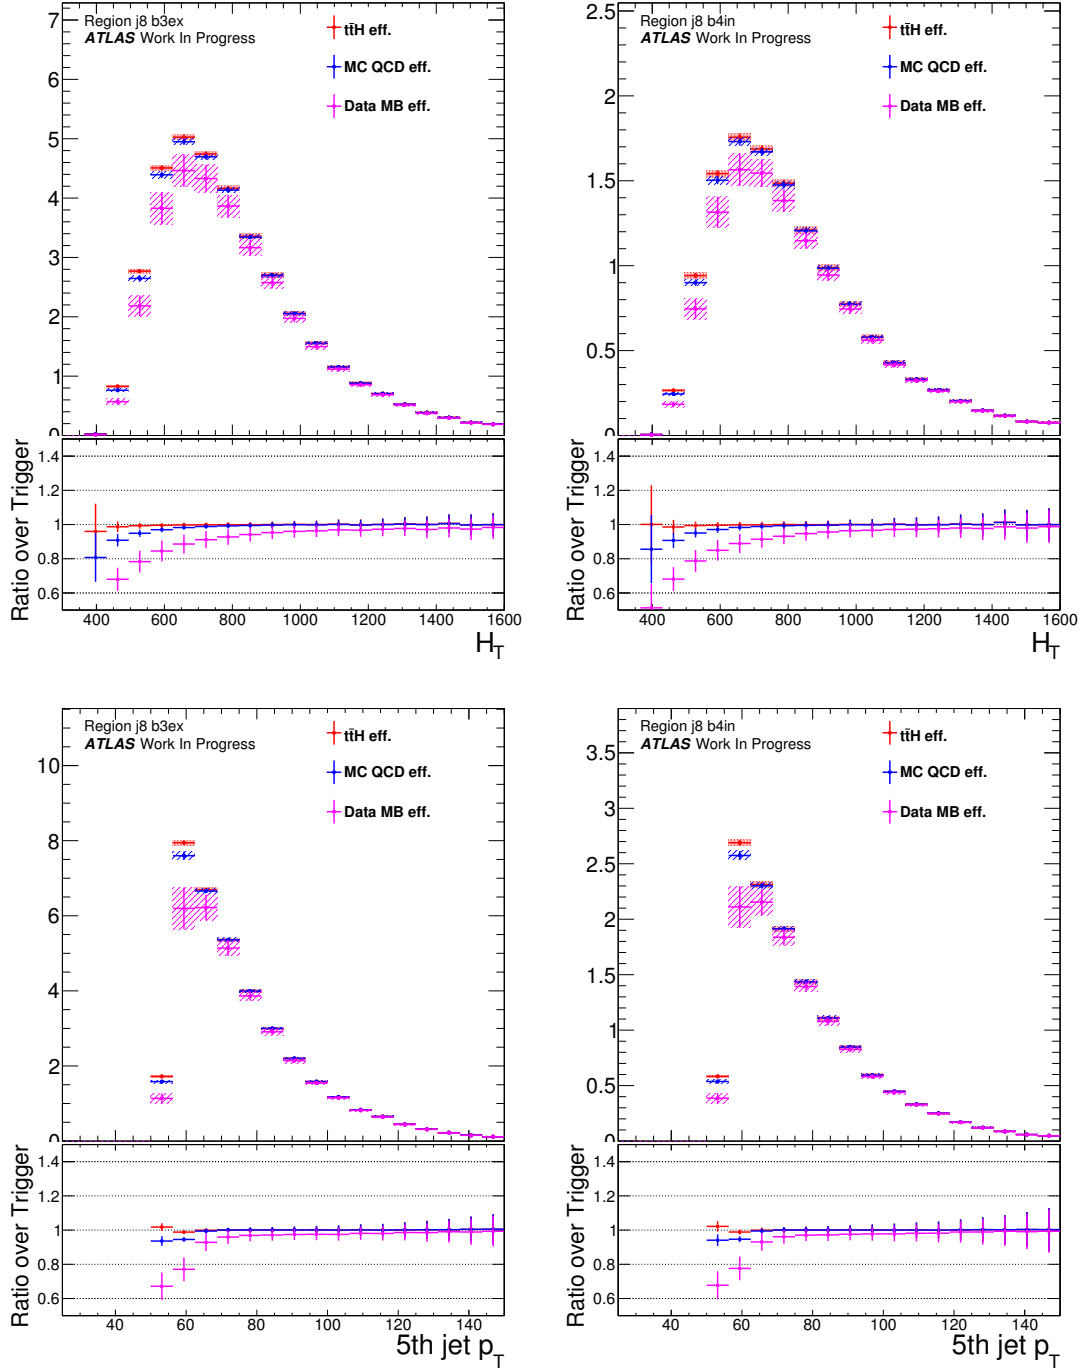 Region j8 b3ex
ATLAS Work In Progress
tt̄H eff.
MC QCD eff.
Data MB eff.
7
6
5
4
3
2
1
0
Ratio over Trigger
1.4
1.2
1
0.8
0.6
400 600 800 1000 1200 1400 1600
H_T
Region j8 b4in
ATLAS Work In Progress
tt̄H eff.
MC QCD eff.
Data MB eff.
2.5
2
1.5
1
0.5
0
Ratio over Trigger
1.4
1.2
1
0.8
0.6
400 600 800 1000 1200 1400 1600
H_T
Region j8 b3ex
ATLAS Work In Progress
tt̄H eff.
MC QCD eff.
Data MB eff.
10
8
6
4
2
0
Ratio over Trigger
1.4
1.2
1
0.8
0.6
40 60 80 100 120 140
5th jet p_T
Region j8 b4in
ATLAS Work In Progress
tt̄H eff.
MC QCD eff.
Data MB eff.
3.5
3
2.5
2
1.5
1
0.5
0
Ratio over Trigger
1.4
1.2
1
0.8
0.6
40 60 80 100 120 140
5th jet p_T